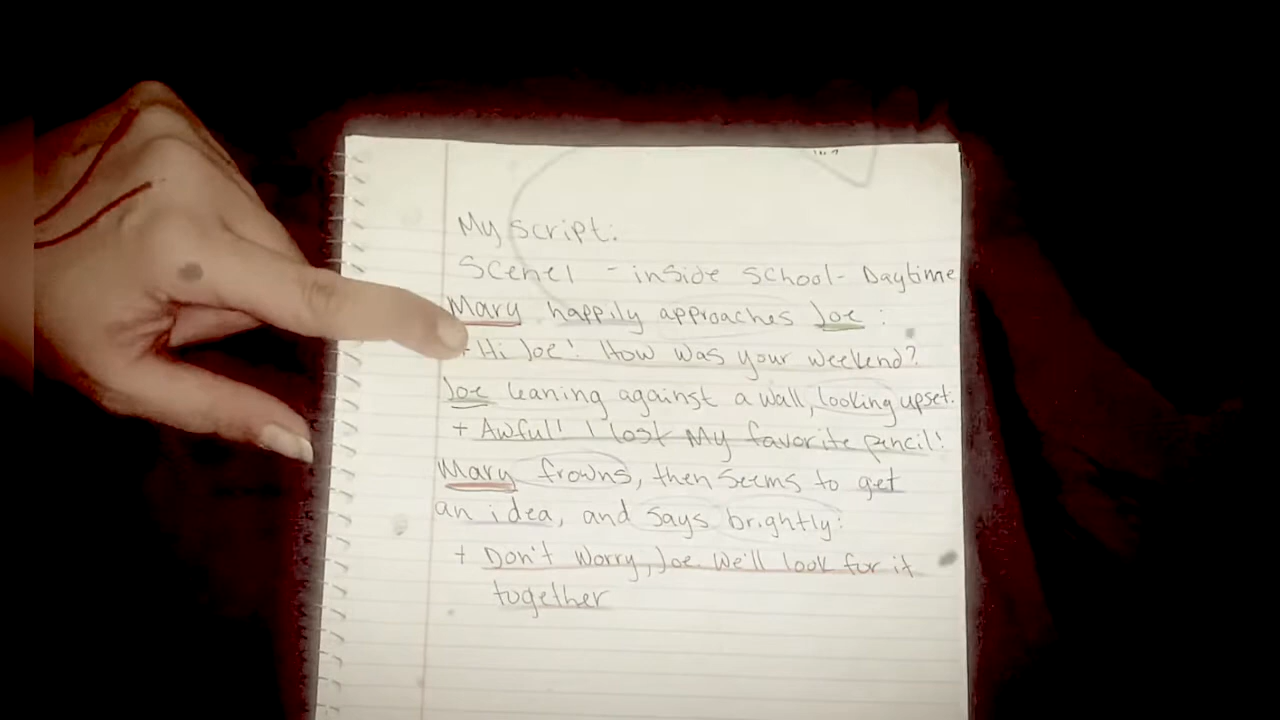 My script:
Scene 1 - inside school - Daytime
Mary happily approaches Joe :
+ Hi Joe! How was your weekend?
Joe leaning against a wall, looking upset.
+ Awful! I lost My favorite pencil!
Mary frowns, then seems to get
an idea, and says brightly:
+ Don't worry, Joe. We'll look for it
together